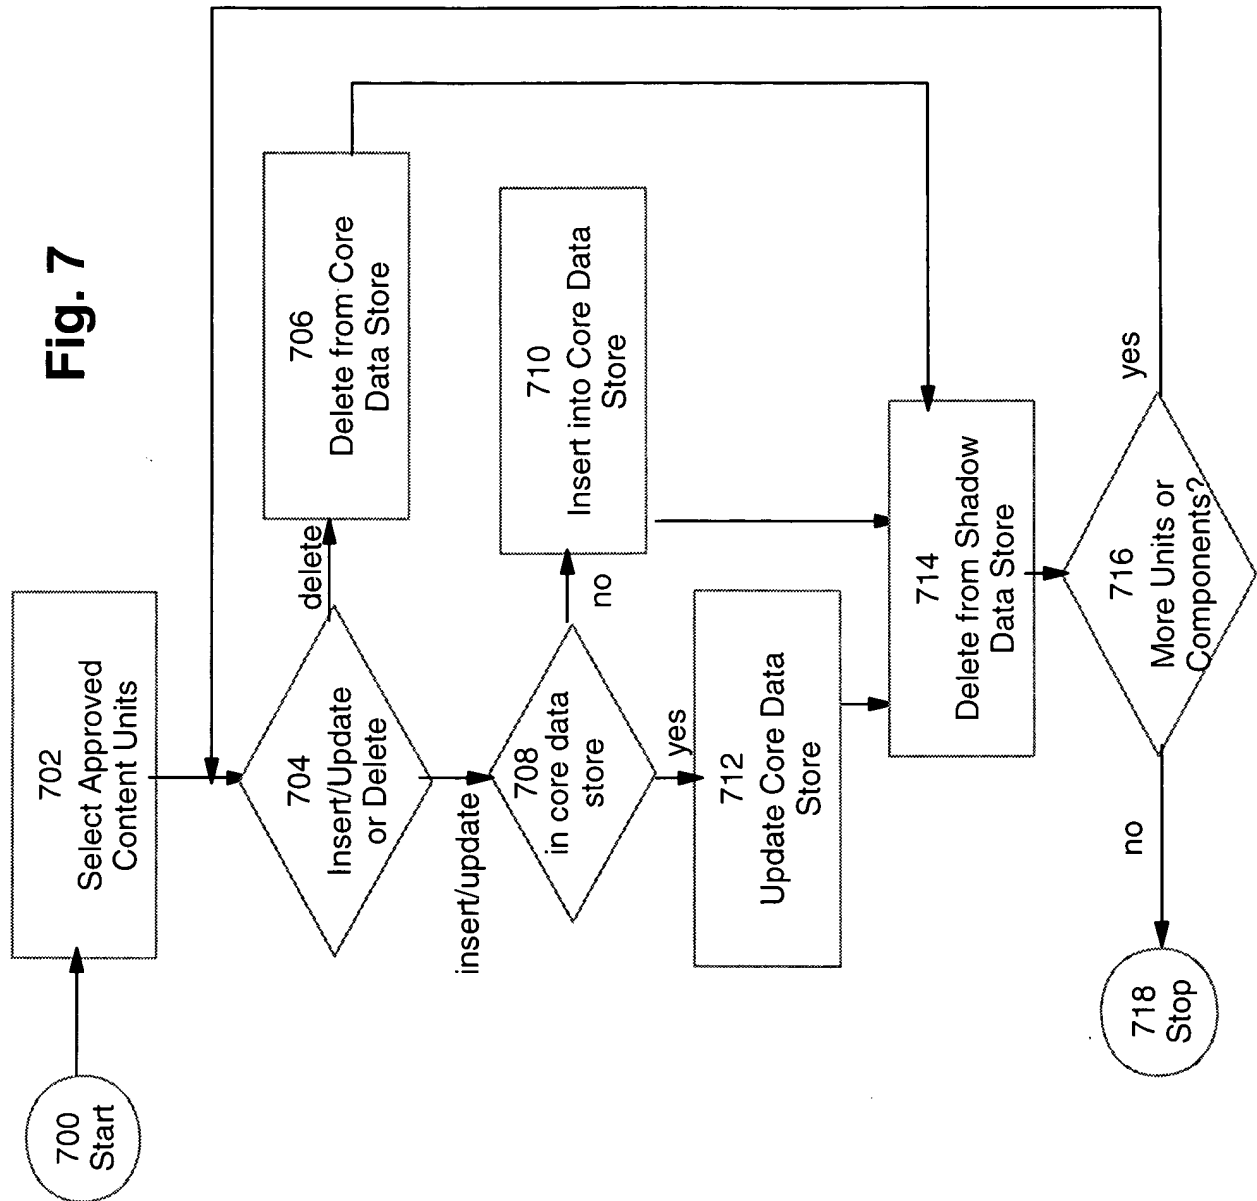 Fig. 7
700
Start
702
Select Approved
Content Units
704
Insert/Update
or Delete
delete
706
Delete from Core
Data Store
insert/update
708
in core data
store
no
710
Insert into Core Data
Store
yes
712
Update Core Data
Store
714
Delete from Shadow
Data Store
716
More Units or
Components?
yes
no
718
Stop